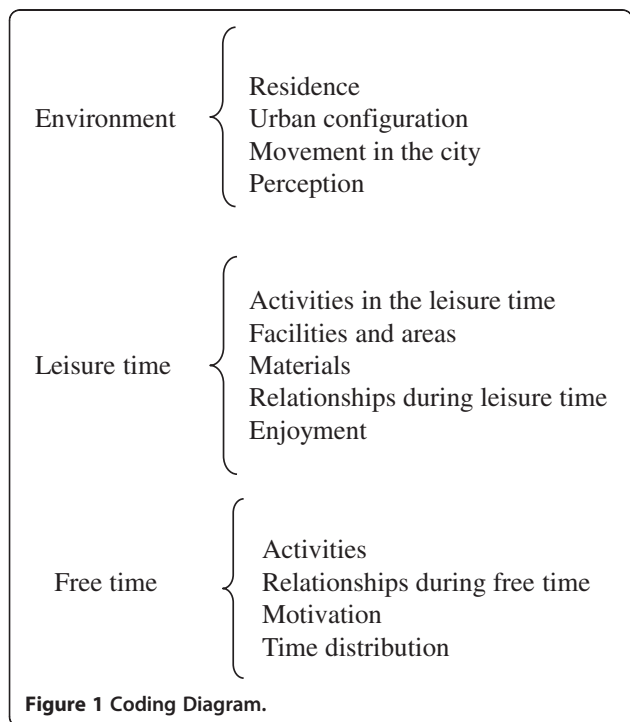 Residence
Environment
Urban configuration
Movement in the city
Perception
Activities in the leisure time
Facilities and areas
Leisure time
Materials
Relationships during leisure time
Enjoyment
Activities
Free time
Relationships during free time
Motivation
Time distribution
Figure 1 Coding Diagram.